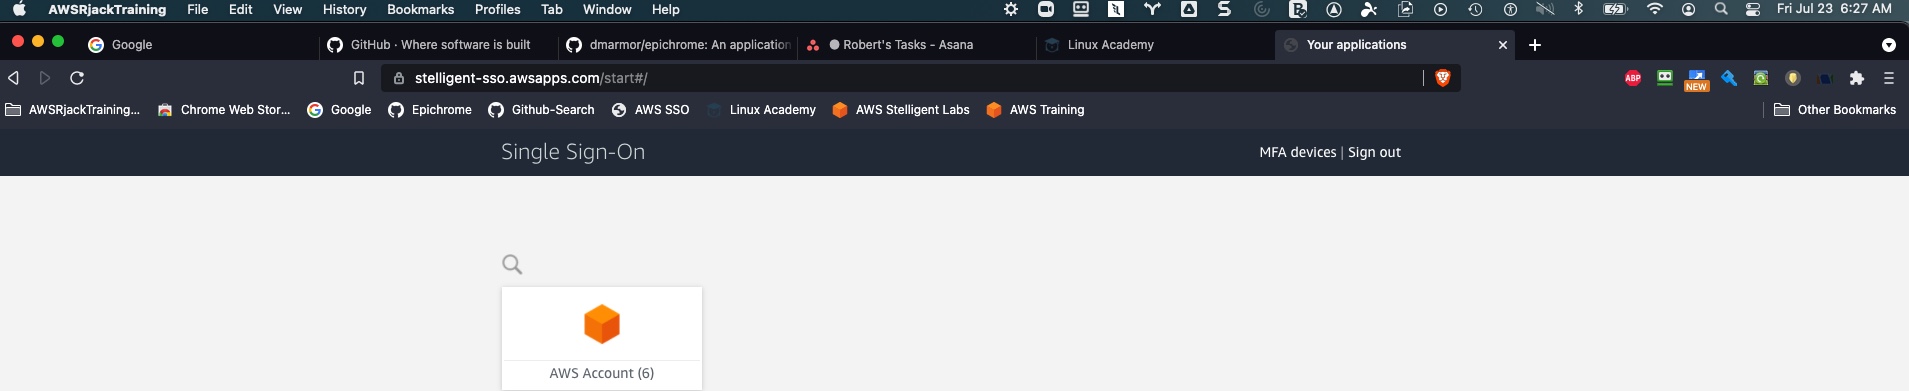 AWSRjackTraining File Edit View History Bookmarks Profiles Tab Window Help Fri Jul 23 6:27 AM
Google GitHub · Where software is built dmarmor/epichrome: An application Robert's Tasks - Asana Linux Academy Your applications
stelligent-sso.awsapps.com/start#/ ABP NEW
AWSRjackTraining... Chrome Web Stor... Google Epichrome Github-Search AWS SSO Linux Academy AWS Stelligent Labs AWS Training Other Bookmarks
Single Sign-On MFA devices | Sign out
AWS Account (6)